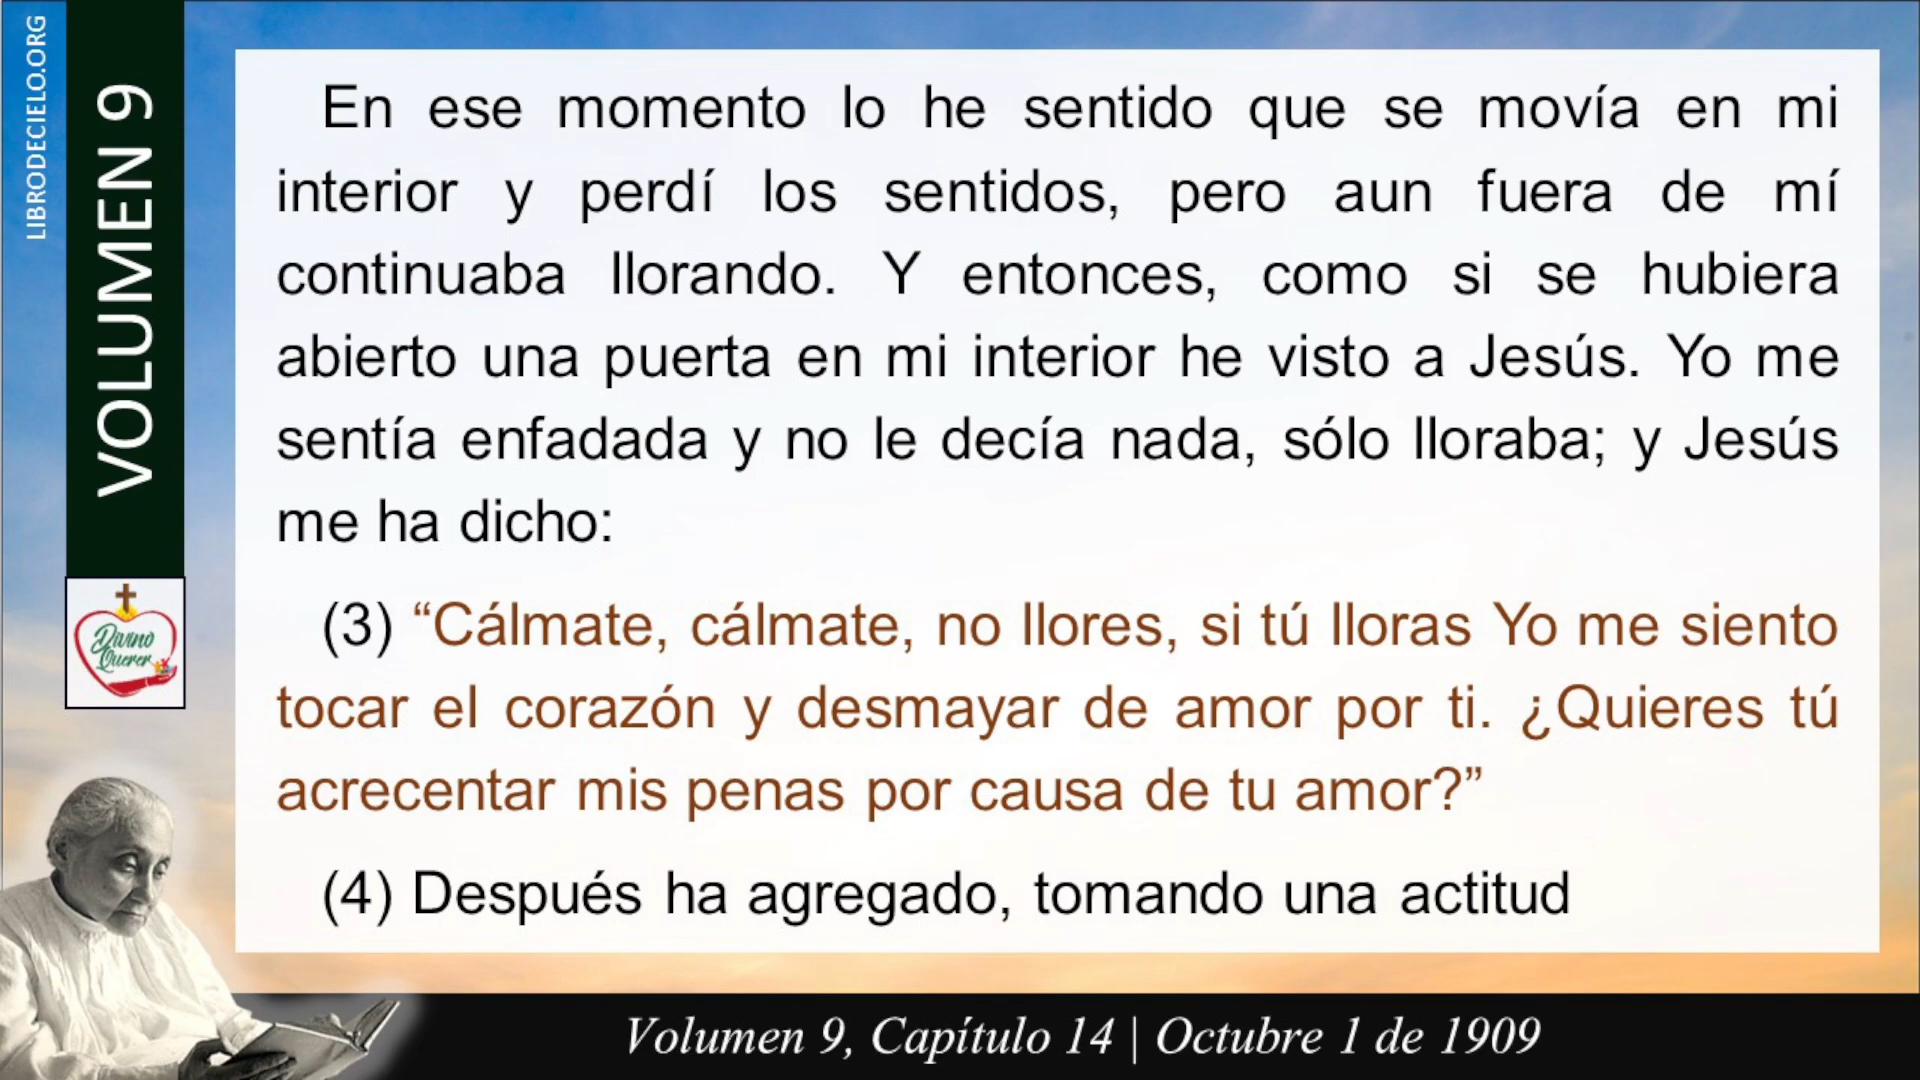 LIBRODECIELO.ORG
VOLUMEN 9
En ese momento lo he sentido que se movía en mi
interior y perdí los sentidos, pero aun fuera de mí
continuaba llorando. Y entonces, como si se hubiera
abierto una puerta en mi interior he visto a Jesús. Yo me
sentía enfadada y no le decía nada, sólo lloraba; y Jesús
me ha dicho:
(3) “Cálmate, cálmate, no llores, si tú lloras Yo me siento
tocar el corazón y desmayar de amor por ti. ¿Quieres tú
acrecentar mis penas por causa de tu amor?”
(4) Después ha agregado, tomando una actitud
Divino
Querer
Volumen 9, Capítulo 14 | Octubre 1 de 1909